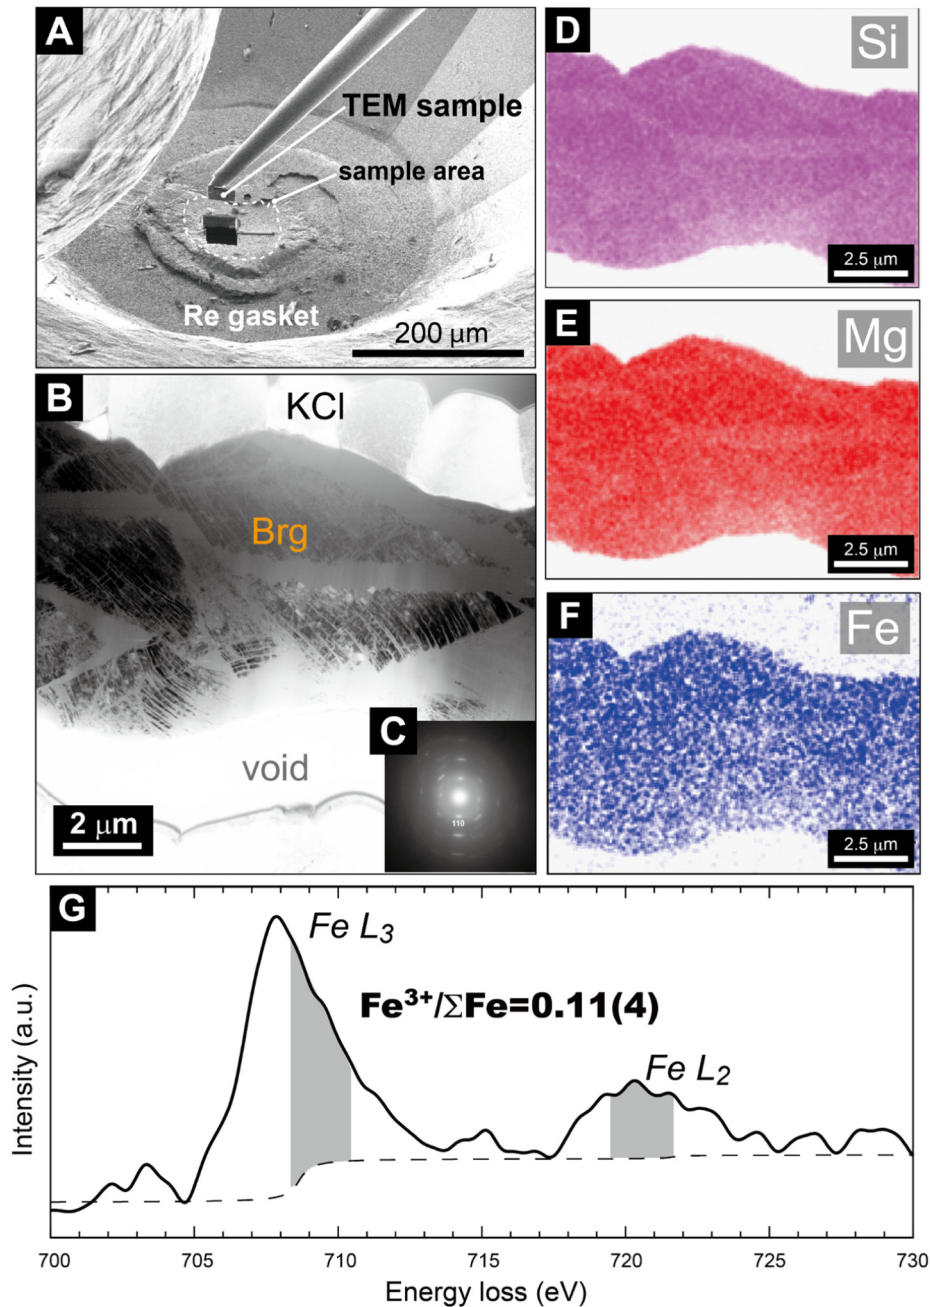 A
TEM sample
sample area
Re gasket
200 μm
B
KCl
Brg
void
2 μm
C
110
D
Si
2.5 μm
E
Mg
2.5 μm
F
Fe
2.5 μm
G
Fe L3
Fe3+/ΣFe=0.11(4)
Fe L2
Intensity (a.u.)
700 705 710 715 720 725 730
Energy loss (eV)